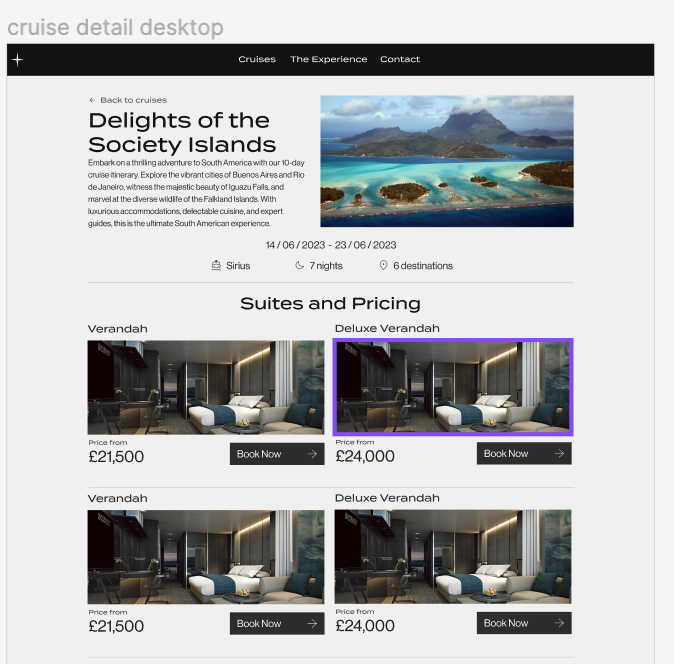 cruise detail desktop
Cruises The Experience Contact
← Back to cruises
Delights of the
Society Islands
Embark on a thrilling adventure to South America with our 10-day
cruise itinerary. Explore the vibrant cities of Buenos Aires and Rio
de Janeiro, witness the majestic beauty of Iguazu Falls, and
marvel at the diverse wildlife of the Falkland Islands. With
luxurious accommodations, delectable cuisine, and expert
guides, this is the ultimate South American experience.
14 / 06 / 2023 - 23 / 06 / 2023
Sirius 7 nights 6 destinations
Suites and Pricing
Verandah
Price from
£21,500
Book Now →
Deluxe Verandah
Price from
£24,000
Book Now →
Verandah
Price from
£21,500
Book Now →
Deluxe Verandah
Price from
£24,000
Book Now →